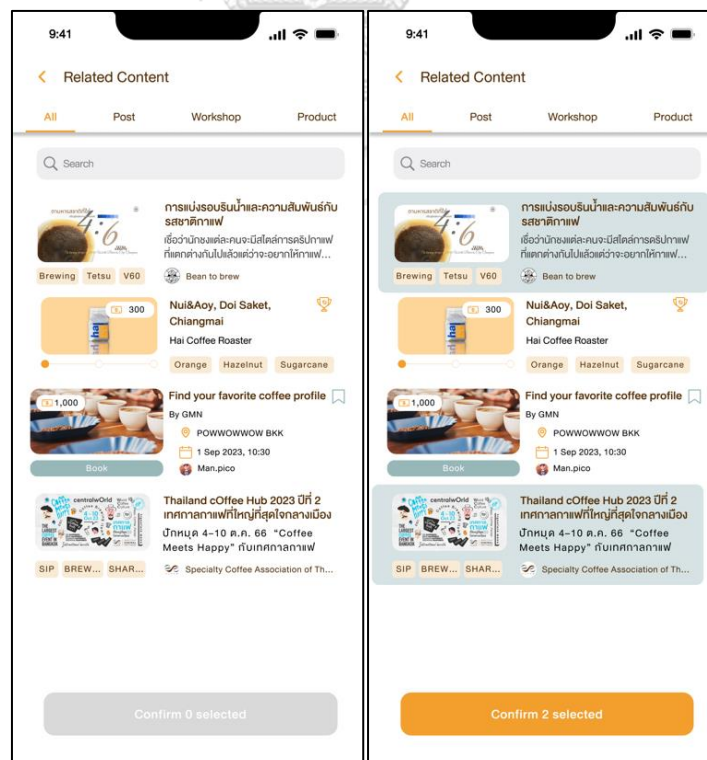 9:41
Related Content
All Post Workshop Product
Search
การแบ่งรอบรินน้ำและความสัมพันธ์กับ
รสชาติกาแฟ
เชื่อว่านักชงแต่ละคนจะมีสไตล์การดริปกาแฟ
ที่แตกต่างกันไปแล้วแต่ว่าจะอยากให้กาแฟ...
4:6
Brewing Tetsu V60
Bean to brew
300
Nui&Aoy, Doi Saket,
Chiangmai
Hai Coffee Roaster
hai
Orange Hazelnut Sugarcane
1,000
Find your favorite coffee profile
By GMN
POWWOWWOW BKK
1 Sep 2023, 10:30
Man.pico
Book
centralwOrld
4-10
Thailand cOffee Hub 2023 ปีที่ 2
เทศกาลกาแฟที่ใหญ่ที่สุดใจกลางเมือง
ปักหมุด 4–10 ต.ค. 66 “Coffee
Meets Happy” กับเทศกาลกาแฟ
SIP BREW... SHAR...
Specialty Coffee Association of Th...
Confirm 0 selected
9:41
Related Content
All Post Workshop Product
Search
การแบ่งรอบรินน้ำและความสัมพันธ์กับ
รสชาติกาแฟ
เชื่อว่านักชงแต่ละคนจะมีสไตล์การดริปกาแฟ
ที่แตกต่างกันไปแล้วแต่ว่าจะอยากให้กาแฟ...
4:6
Brewing Tetsu V60
Bean to brew
300
Nui&Aoy, Doi Saket,
Chiangmai
Hai Coffee Roaster
hai
Orange Hazelnut Sugarcane
1,000
Find your favorite coffee profile
By GMN
POWWOWWOW BKK
1 Sep 2023, 10:30
Man.pico
Book
centralwOrld
4-10
Thailand cOffee Hub 2023 ปีที่ 2
เทศกาลกาแฟที่ใหญ่ที่สุดใจกลางเมือง
ปักหมุด 4–10 ต.ค. 66 “Coffee
Meets Happy” กับเทศกาลกาแฟ
SIP BREW... SHAR...
Specialty Coffee Association of Th...
Confirm 2 selected